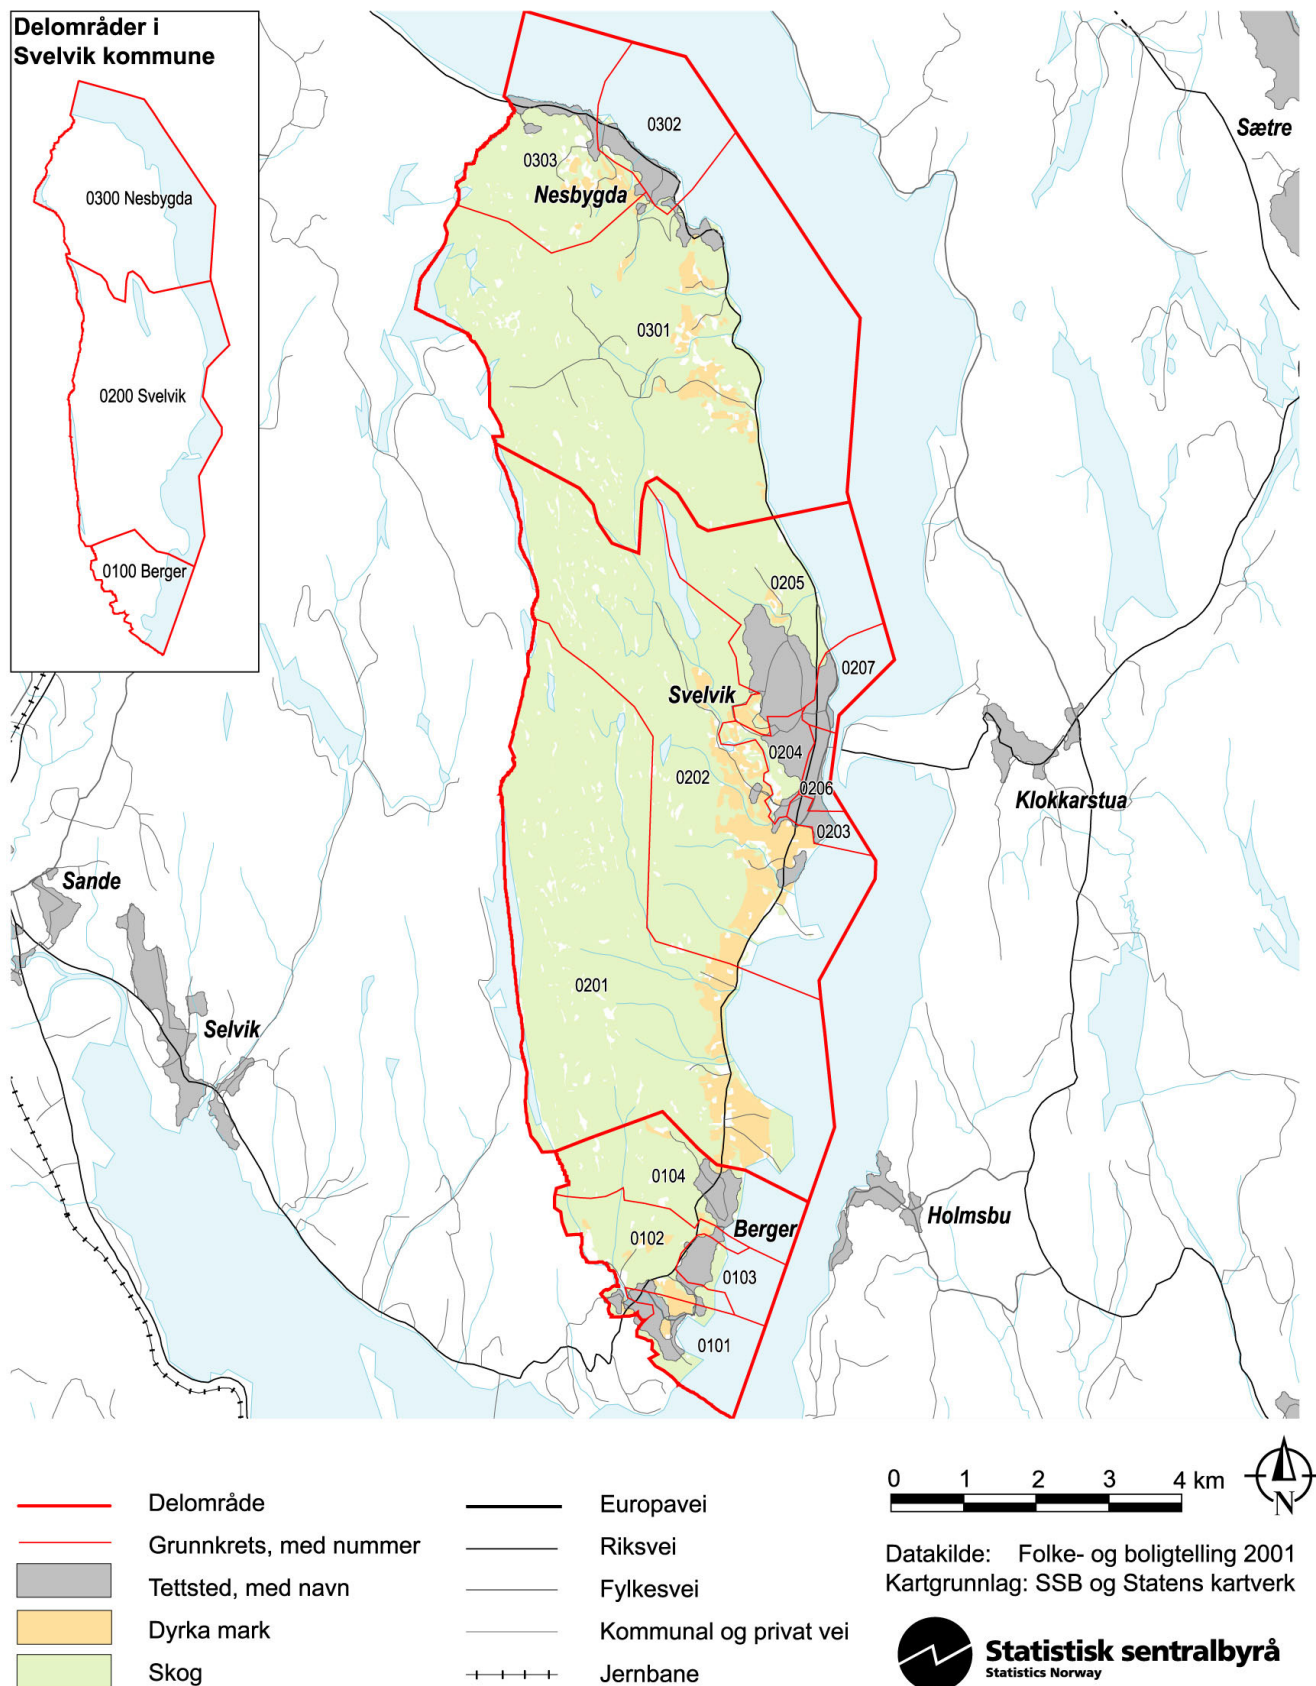 Delområder i
Svelvik kommune
0300 Nesbygda
0200 Svelvik
0100 Berger
0302
Sætre
0303
Nesbygda
0301
0205
0207
Svelvik
0204
0202
0206
Klokkarstua
0203
Sande
0201
Selvik
0104
Holmsbu
Berger
0102
0103
0101
Delområde
Grunnkrets, med nummer
Tettsted, med navn
Dyrka mark
Skog
Europavei
Riksvei
Fylkesvei
Kommunal og privat vei
Jernbane
0 1 2 3 4 km
N
Datakilde: Folke- og boligtelling 2001
Kartgrunnlag: SSB og Statens kartverk
Statistisk sentralbyrå
Statistics Norway